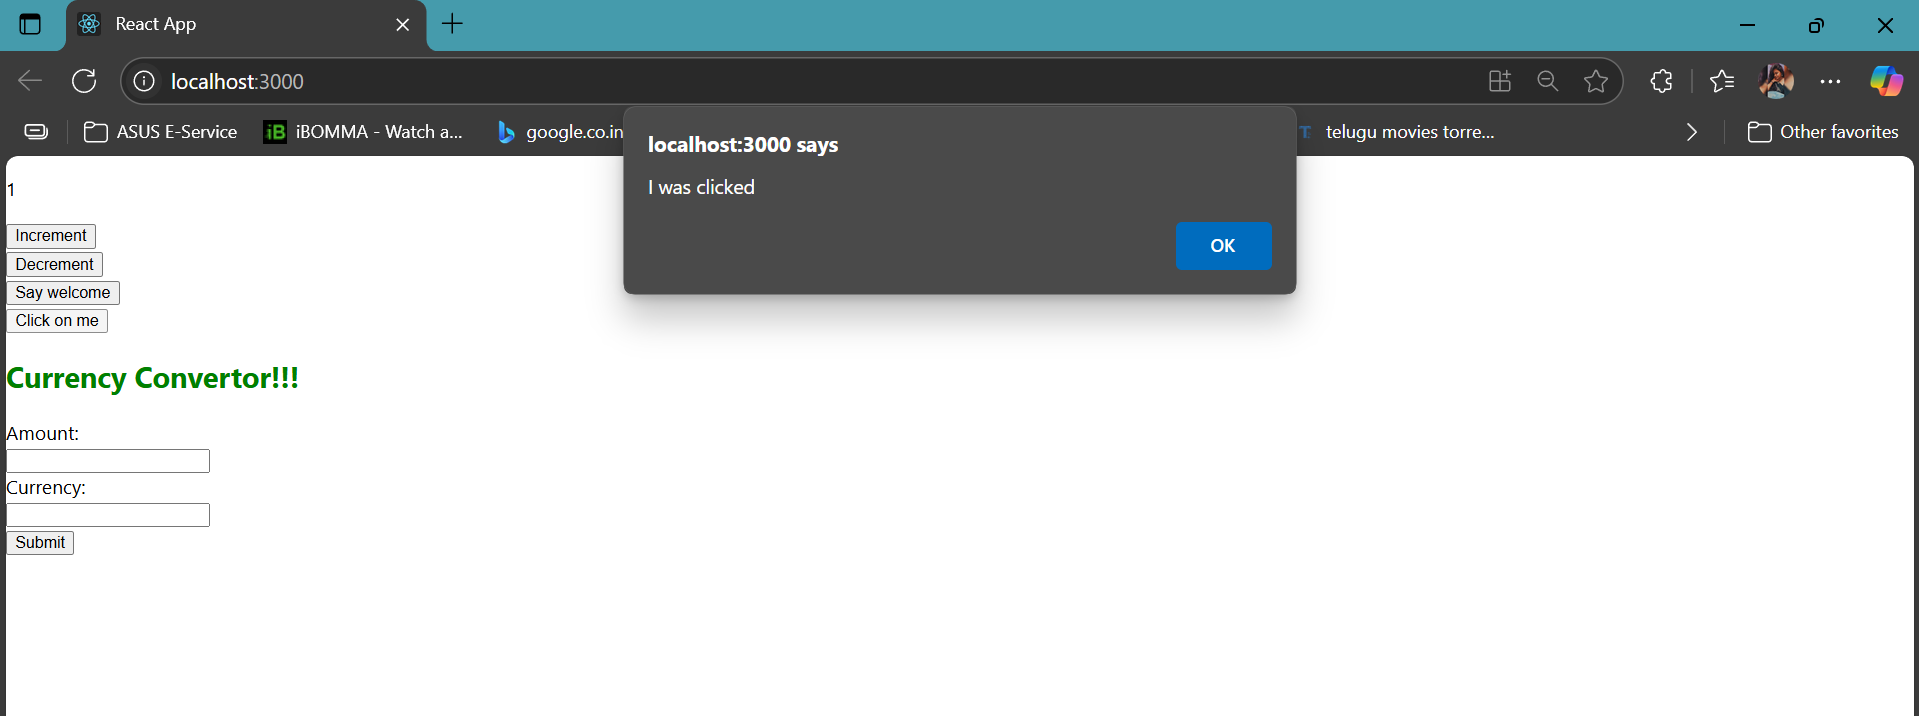 React App
localhost:3000
ASUS E-Service
iBOMMA - Watch a...
google.co.in
telugu movies torre...
Other favorites
localhost:3000 says
I was clicked
OK
1
Increment
Decrement
Say welcome
Click on me
Currency Convertor!!!
Amount:
Currency:
Submit